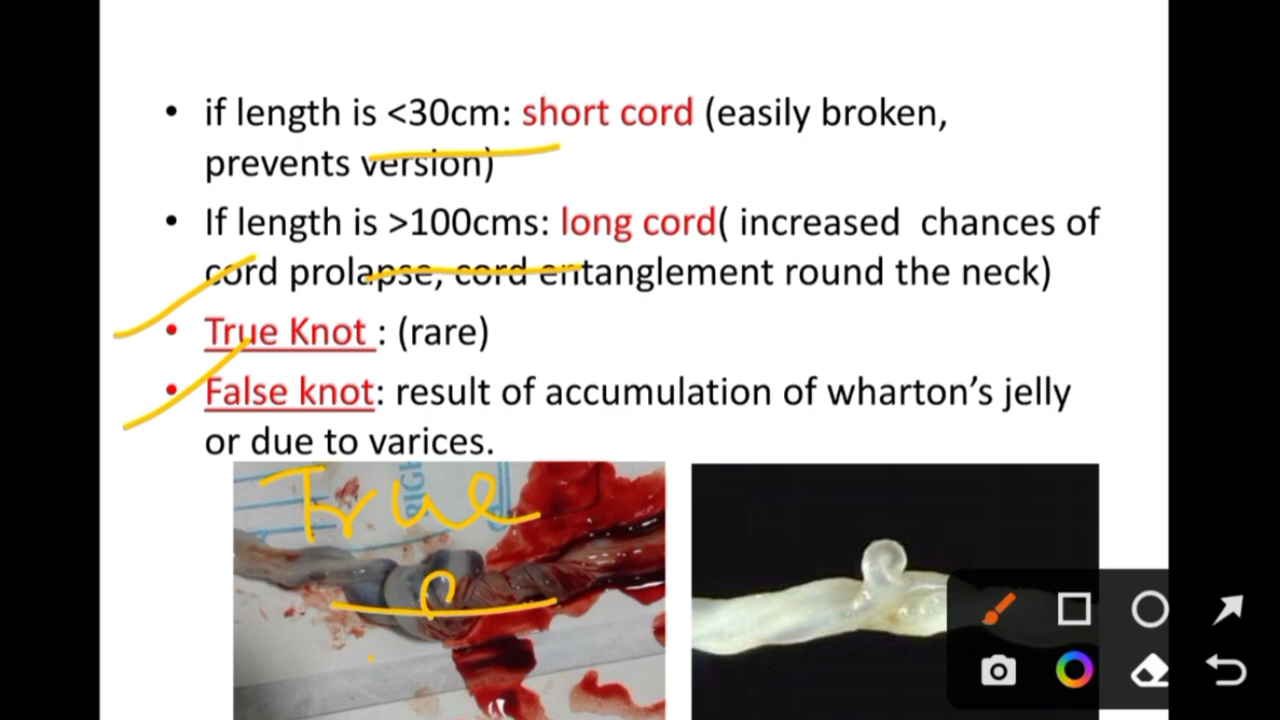 • if length is <30cm: short cord (easily broken,
prevents version)
• If length is >100cms: long cord( increased  chances of
cord prolapse, cord entanglement round the neck)
• True Knot : (rare)
• False knot: result of accumulation of wharton’s jelly
or due to varices.
True